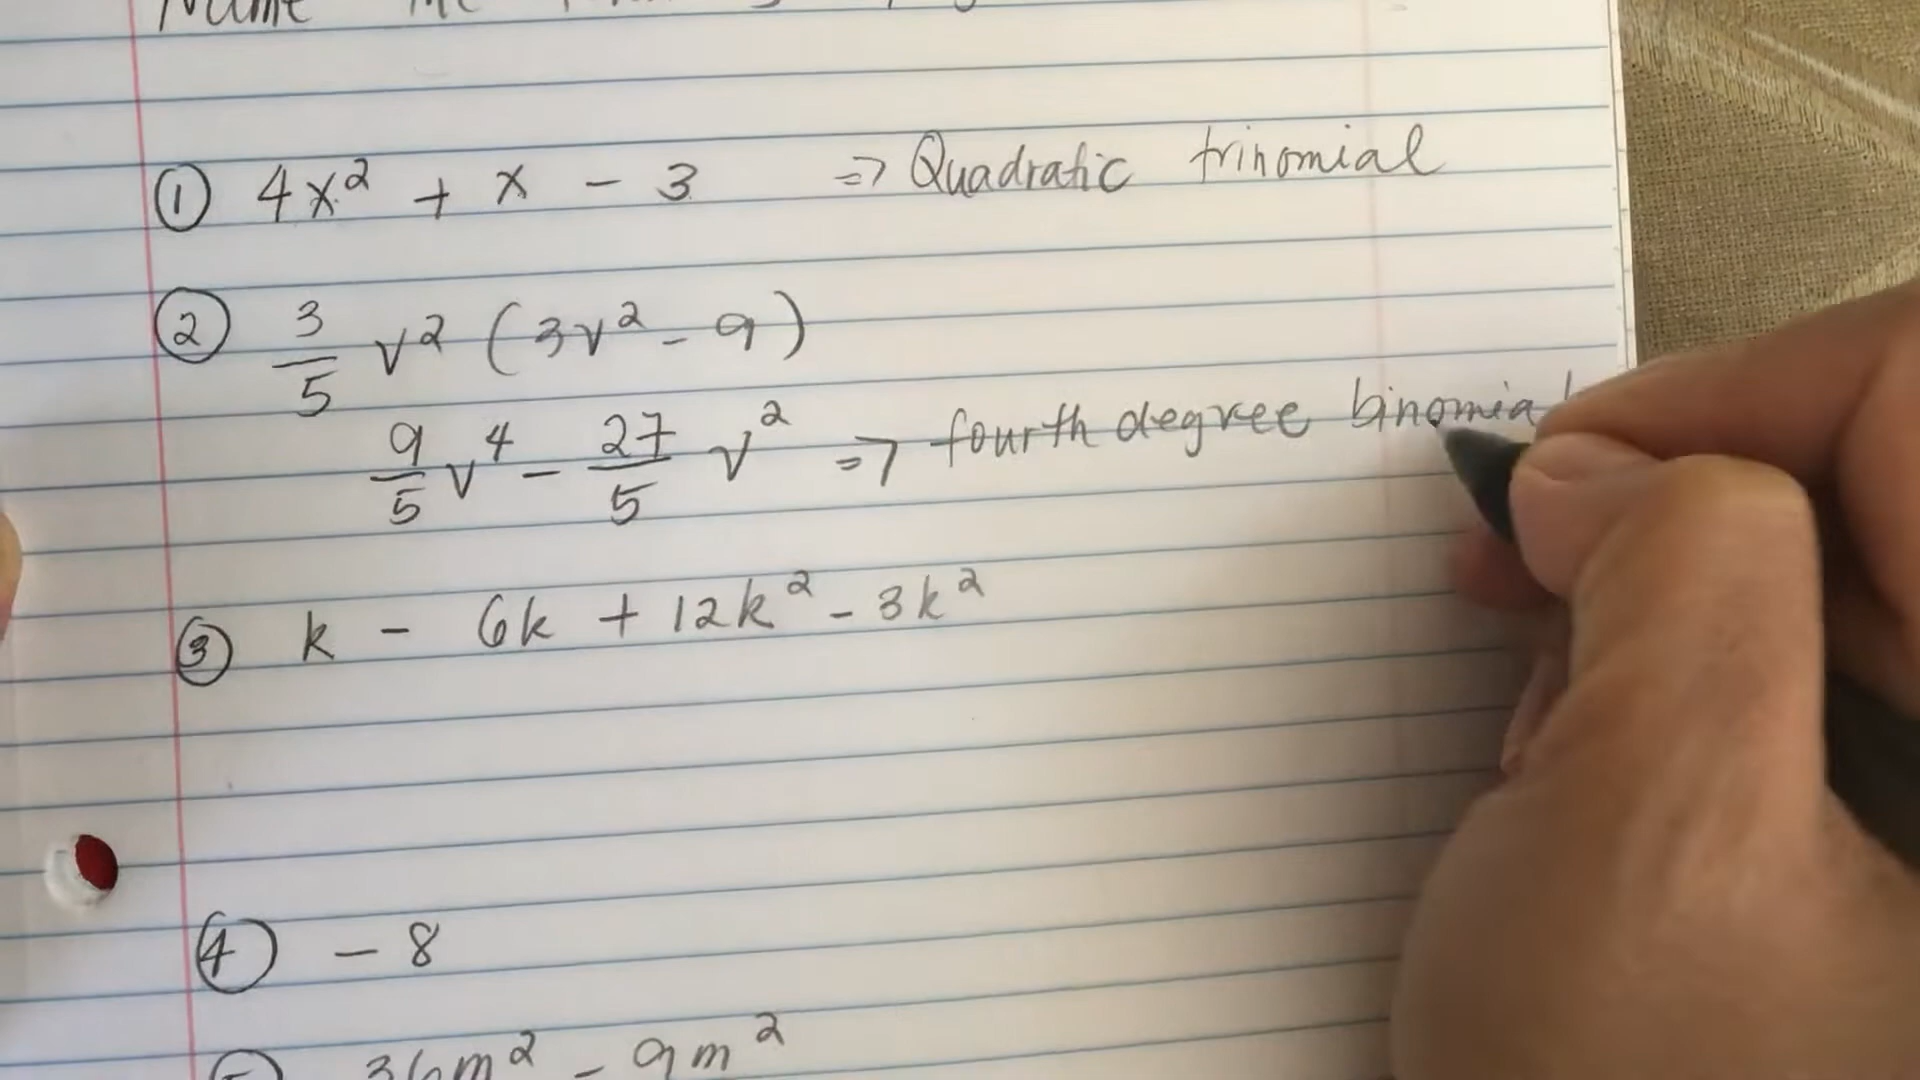 ① 4x² + x - 3 => Quadratic trinomial
② 3/5 v² (3v² - 9)
9/5 v⁴ - 27/5 v² => fourth degree binomial
③ k - 6k + 12k² - 3k²
④ - 8
36m² - 9m²